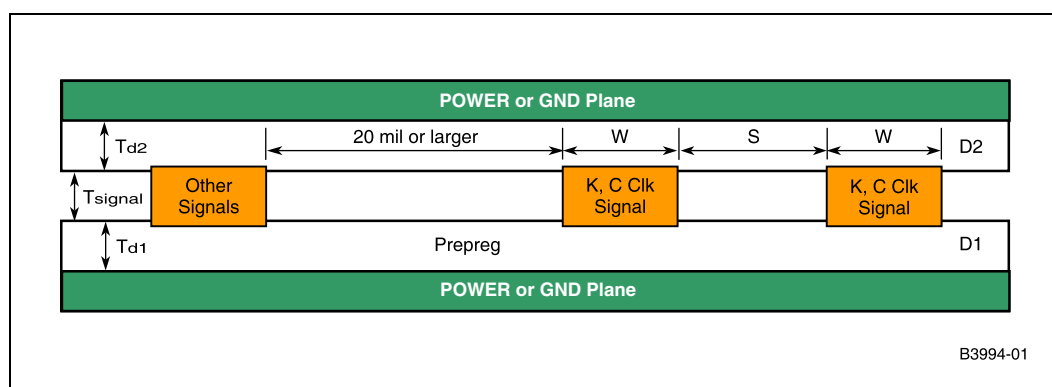 POWER or GND Plane
Td2
20 mil or larger
W
S
W
D2
Tsignal
Other
Signals
K, C Clk
Signal
K, C Clk
Signal
Td1
Prepreg
D1
POWER or GND Plane
B3994-01